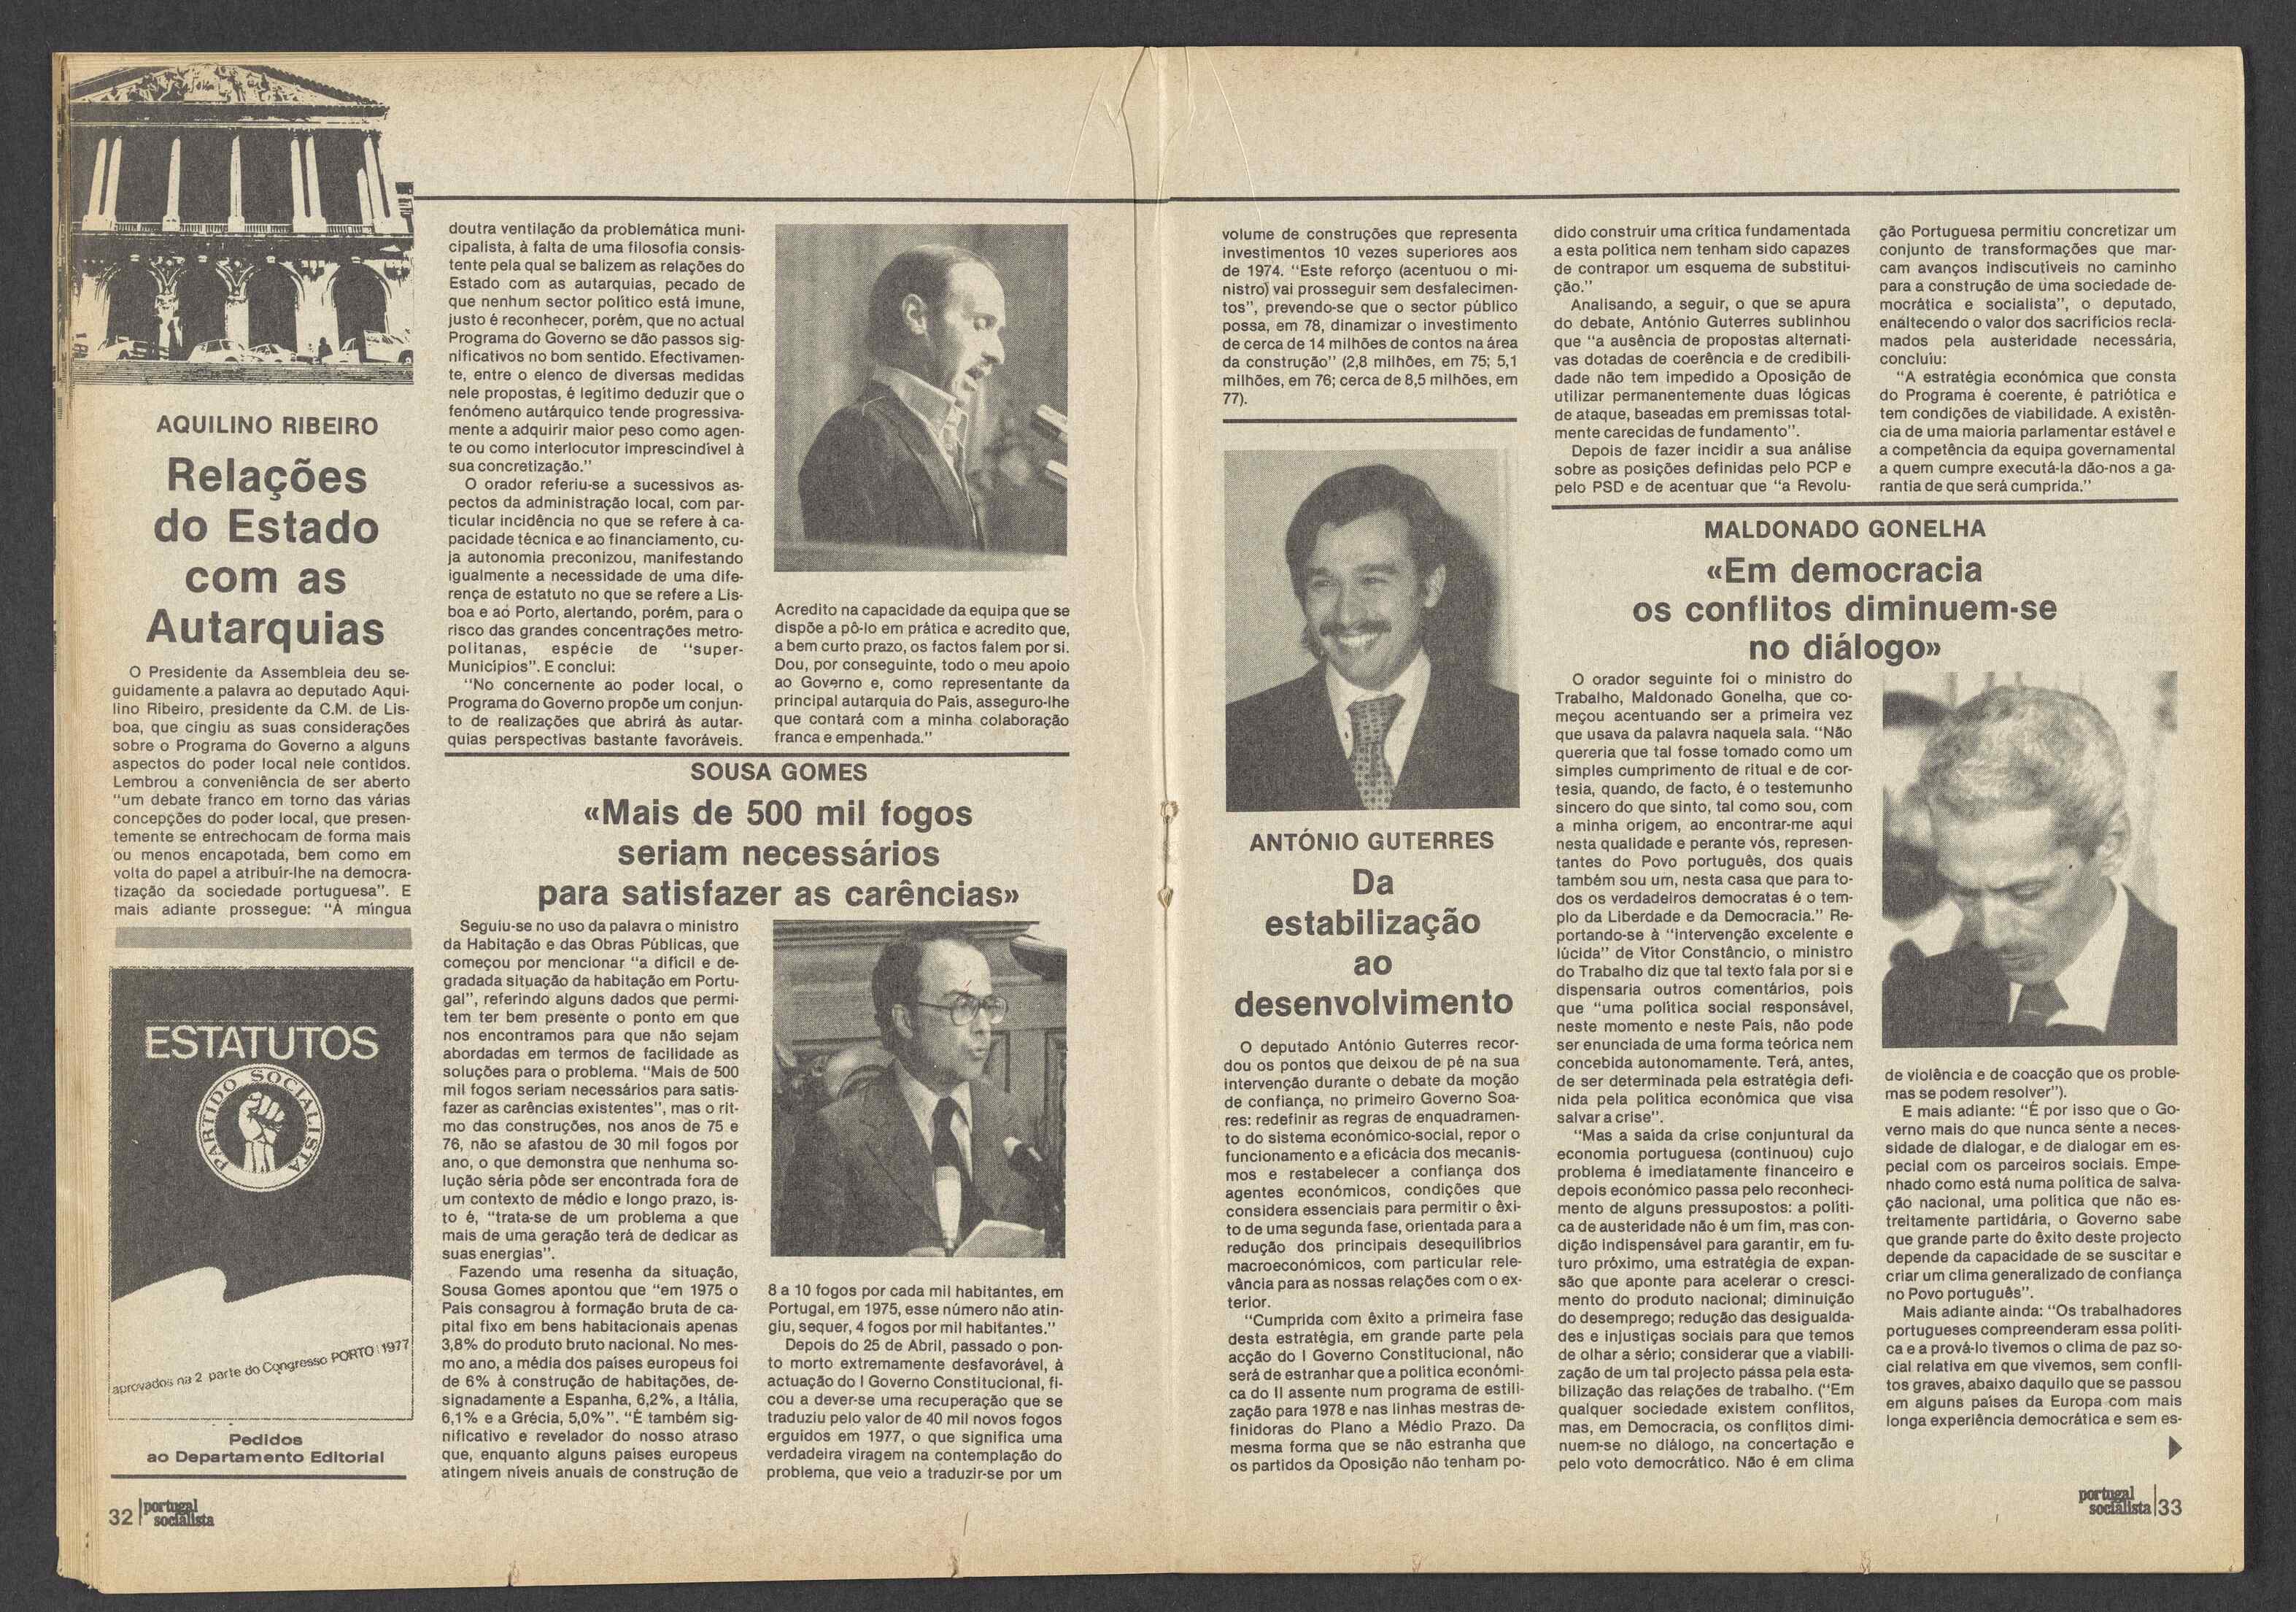 AQUILINO RIBEIRO
Relações
do Estado
com as
Autarquias
O Presidente da Assembleia deu se-
guidamente a palavra ao deputado Aqui-
lino Ribeiro, presidente da C.M. de Lis-
boa, que cingiu as suas considerações
sobre o Programa do Governo a alguns
aspectos do poder local nele contidos.
Lembrou a conveniência de ser aberto
“um debate franco em torno das várias
concepções do poder local, que presen-
temente se entrechocam de forma mais
ou menos encapotada, bem como em
volta do papel a atribuir-lhe na democra-
tização da sociedade portuguesa”. E
mais adiante prossegue: “À míngua
ESTATUTOS
PARTIDO SOCIALISTA
aprovados na 2 parte do Congresso PORTO 1977
Pedidos
ao Departamento Editorial
32 portugal
socialista
doutra ventilação da problemática muni-
cipalista, à falta de uma filosofia consis-
tente pela qual se balizem as relações do
Estado com as autarquias, pecado de
que nenhum sector político está imune,
justo é reconhecer, porém, que no actual
Programa do Governo se dão passos sig-
nificativos no bom sentido. Efectivamen-
te, entre o elenco de diversas medidas
nele propostas, é legítimo deduzir que o
fenómeno autárquico tende progressiva-
mente a adquirir maior peso como agen-
te ou como interlocutor imprescindível à
sua concretização.”
O orador referiu-se a sucessivos as-
pectos da administração local, com par-
ticular incidência no que se refere à ca-
pacidade técnica e ao financiamento, cu-
ja autonomia preconizou, manifestando
igualmente a necessidade de uma dife-
rença de estatuto no que se refere a Lis-
boa e ao Porto, alertando, porém, para o
risco das grandes concentrações metro-
politanas, espécie de “super-
Municípios”. E conclui:
“No concernente ao poder local, o
Programa do Governo propõe um conjun-
to de realizações que abrirá às autar-
quias perspectivas bastante favoráveis.
Acredito na capacidade da equipa que se
dispõe a pô-lo em prática e acredito que,
a bem curto prazo, os factos falem por si.
Dou, por conseguinte, todo o meu apoio
ao Governo e, como representante da
principal autarquia do País, asseguro-lhe
que contará com a minha colaboração
franca e empenhada.”
SOUSA GOMES
«Mais de 500 mil fogos
seriam necessários
para satisfazer as carências»
Seguiu-se no uso da palavra o ministro
da Habitação e das Obras Públicas, que
começou por mencionar “a difícil e de-
gradada situação da habitação em Portu-
gal”, referindo alguns dados que permi-
tem ter bem presente o ponto em que
nos encontramos para que não sejam
abordadas em termos de facilidade as
soluções para o problema. “Mais de 500
mil fogos seriam necessários para satis-
fazer as carências existentes”, mas o rit-
mo das construções, nos anos de 75 e
76, não se afastou de 30 mil fogos por
ano, o que demonstra que nenhuma so-
lução séria pôde ser encontrada fora de
um contexto de médio e longo prazo, is-
to é, “trata-se de um problema a que
mais de uma geração terá de dedicar as
suas energias”.
Fazendo uma resenha da situação,
Sousa Gomes apontou que “em 1975 o
País consagrou à formação bruta de ca-
pital fixo em bens habitacionais apenas
3,8% do produto bruto nacional. No mes-
mo ano, a média dos países europeus foi
de 6% à construção de habitações, de-
signadamente a Espanha, 6,2%, a Itália,
6,1% e a Grécia, 5,0%”. “É também sig-
nificativo e revelador do nosso atraso
que, enquanto alguns países europeus
atingem níveis anuais de construção de
8 a 10 fogos por cada mil habitantes, em
Portugal, em 1975, esse número não atin-
giu, sequer, 4 fogos por mil habitantes.”
Depois do 25 de Abril, passado o pon-
to morto extremamente desfavorável, à
actuação do I Governo Constitucional, fi-
cou a dever-se uma recuperação que se
traduziu pelo valor de 40 mil novos fogos
erguidos em 1977, o que significa uma
verdadeira viragem na contemplação do
problema, que veio a traduzir-se por um
volume de construções que representa
investimentos 10 vezes superiores aos
de 1974. “Este reforço (acentuou o mi-
nistro) vai prosseguir sem desfalecimen-
tos”, prevendo-se que o sector público
possa, em 78, dinamizar o investimento
de cerca de 14 milhões de contos na área
da construção” (2,8 milhões, em 75; 5,1
milhões, em 76; cerca de 8,5 milhões, em
77).
ANTÓNIO GUTERRES
Da
estabilização
ao
desenvolvimento
O deputado António Guterres recor-
dou os pontos que deixou de pé na sua
intervenção durante o debate da moção
de confiança, no primeiro Governo Soa-
res: redefinir as regras de enquadramen-
to do sistema económico-social, repor o
funcionamento e a eficácia dos mecanis-
mos e restabelecer a confiança dos
agentes económicos, condições que
considera essenciais para permitir o êxi-
to de uma segunda fase, orientada para a
redução dos principais desequilíbrios
macroeconómicos, com particular rele-
vância para as nossas relações com o ex-
terior.
“Cumprida com êxito a primeira fase
desta estratégia, em grande parte pela
acção do I Governo Constitucional, não
será de estranhar que a política económi-
ca do II assente num programa de estili-
zação para 1978 e nas linhas mestras de-
finidoras do Plano a Médio Prazo. Da
mesma forma que se não estranha que
os partidos da Oposição não tenham po-
dido construir uma crítica fundamentada
a esta política nem tenham sido capazes
de contrapor um esquema de substitui-
ção.”
Analisando, a seguir, o que se apura
do debate, António Guterres sublinhou
que “a ausência de propostas alternati-
vas dotadas de coerência e de credibili-
dade não tem impedido a Oposição de
utilizar permanentemente duas lógicas
de ataque, baseadas em premissas total-
mente carecidas de fundamento”.
Depois de fazer incidir a sua análise
sobre as posições definidas pelo PCP e
pelo PSD e de acentuar que “a Revolu-
ção Portuguesa permitiu concretizar um
conjunto de transformações que mar-
cam avanços indiscutíveis no caminho
para a construção de uma sociedade de-
mocrática e socialista”, o deputado,
enaltecendo o valor dos sacrifícios recla-
mados pela austeridade necessária,
concluiu:
“A estratégia económica que consta
do Programa é coerente, é patriótica e
tem condições de viabilidade. A existên-
cia de uma maioria parlamentar estável e
a competência da equipa governamental
a quem cumpre executá-la dão-nos a ga-
rantia de que será cumprida.”
MALDONADO GONELHA
«Em democracia
os conflitos diminuem-se
no diálogo»
O orador seguinte foi o ministro do
Trabalho, Maldonado Gonelha, que co-
meçou acentuando ser a primeira vez
que usava da palavra naquela sala. “Não
quereria que tal fosse tomado como um
simples cumprimento de ritual e de cor-
tesia, quando, de facto, é o testemunho
sincero do que sinto, tal como sou, com
a minha origem, ao encontrar-me aqui
nesta qualidade e perante vós, represen-
tantes do Povo português, dos quais
também sou um, nesta casa que para to-
dos os verdadeiros democratas é o tem-
plo da Liberdade e da Democracia.” Re-
portando-se à “intervenção excelente e
lúcida” de Vítor Constâncio, o ministro
do Trabalho diz que tal texto fala por si e
dispensaria outros comentários, pois
que “uma política social responsável,
neste momento e neste País, não pode
ser enunciada de uma forma teórica nem
concebida autonomamente. Terá, antes,
de ser determinada pela estratégia defi-
nida pela política económica que visa
salvar a crise”.
“Mas a saída da crise conjuntural da
economia portuguesa (continuou) cujo
problema é imediatamente financeiro e
depois económico passa pelo reconheci-
mento de alguns pressupostos: a políti-
ca de austeridade não é um fim, mas con-
dição indispensável para garantir, em fu-
turo próximo, uma estratégia de expan-
são que aponte para acelerar o cresci-
mento do produto nacional; diminuição
do desemprego; redução das desigualda-
des e injustiças sociais para que temos
de olhar a sério; considerar que a viabili-
zação de um tal projecto passa pela esta-
bilização das relações de trabalho. (“Em
qualquer sociedade existem conflitos,
mas, em Democracia, os conflitos dimi-
nuem-se no diálogo, na concertação e
pelo voto democrático. Não é em clima
de violência e de coacção que os proble-
mas se podem resolver”).
E mais adiante: “É por isso que o Go-
verno mais do que nunca sente a neces-
sidade de dialogar, e de dialogar em es-
pecial com os parceiros sociais. Empe-
nhado como está numa política de salva-
ção nacional, uma política que não es-
treitamente partidária, o Governo sabe
que grande parte do êxito deste projecto
depende da capacidade de se suscitar e
criar um clima generalizado de confiança
no Povo português”.
Mais adiante ainda: “Os trabalhadores
portugueses compreenderam essa políti-
ca e a prová-lo tivemos o clima de paz so-
cial relativa em que vivemos, sem confli-
tos graves, abaixo daquilo que se passou
em alguns países da Europa com mais
longa experiência democrática e sem es-
portugal
socialista 33